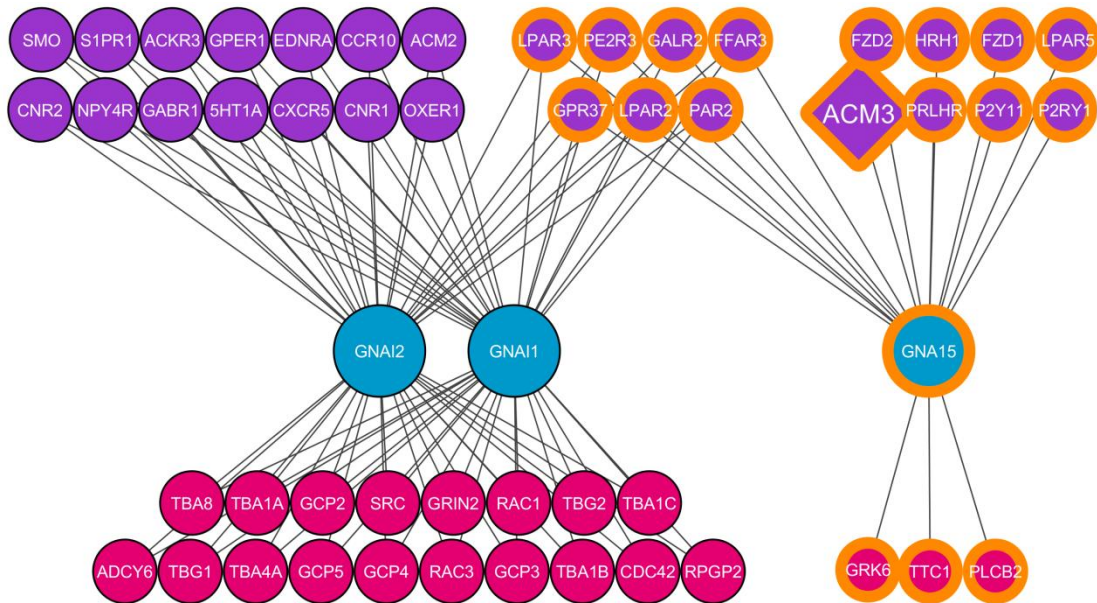 SMO S1PR1 ACKR3 GPER1 EDNRA CCR10 ACM2 LPAR3 PE2R3 GALR2 FFAR3 FZD2 HRH1 FZD1 LPAR5
CNR2 NPY4R GABR1 5HT1A CXCR5 CNR1 OXER1 GPR37 LPAR2 PAR2 ACM3 PRLHR P2Y11 P2RY1
GNAI2 GNAI1 GNA15
TBA8 TBA1A GCP2 SRC GRIN2 RAC1 TBG2 TBA1C
ADCY6 TBG1 TBA4A GCP5 GCP4 RAC3 GCP3 TBA1B CDC42 RPGP2 GRK6 TTC1 PLCB2